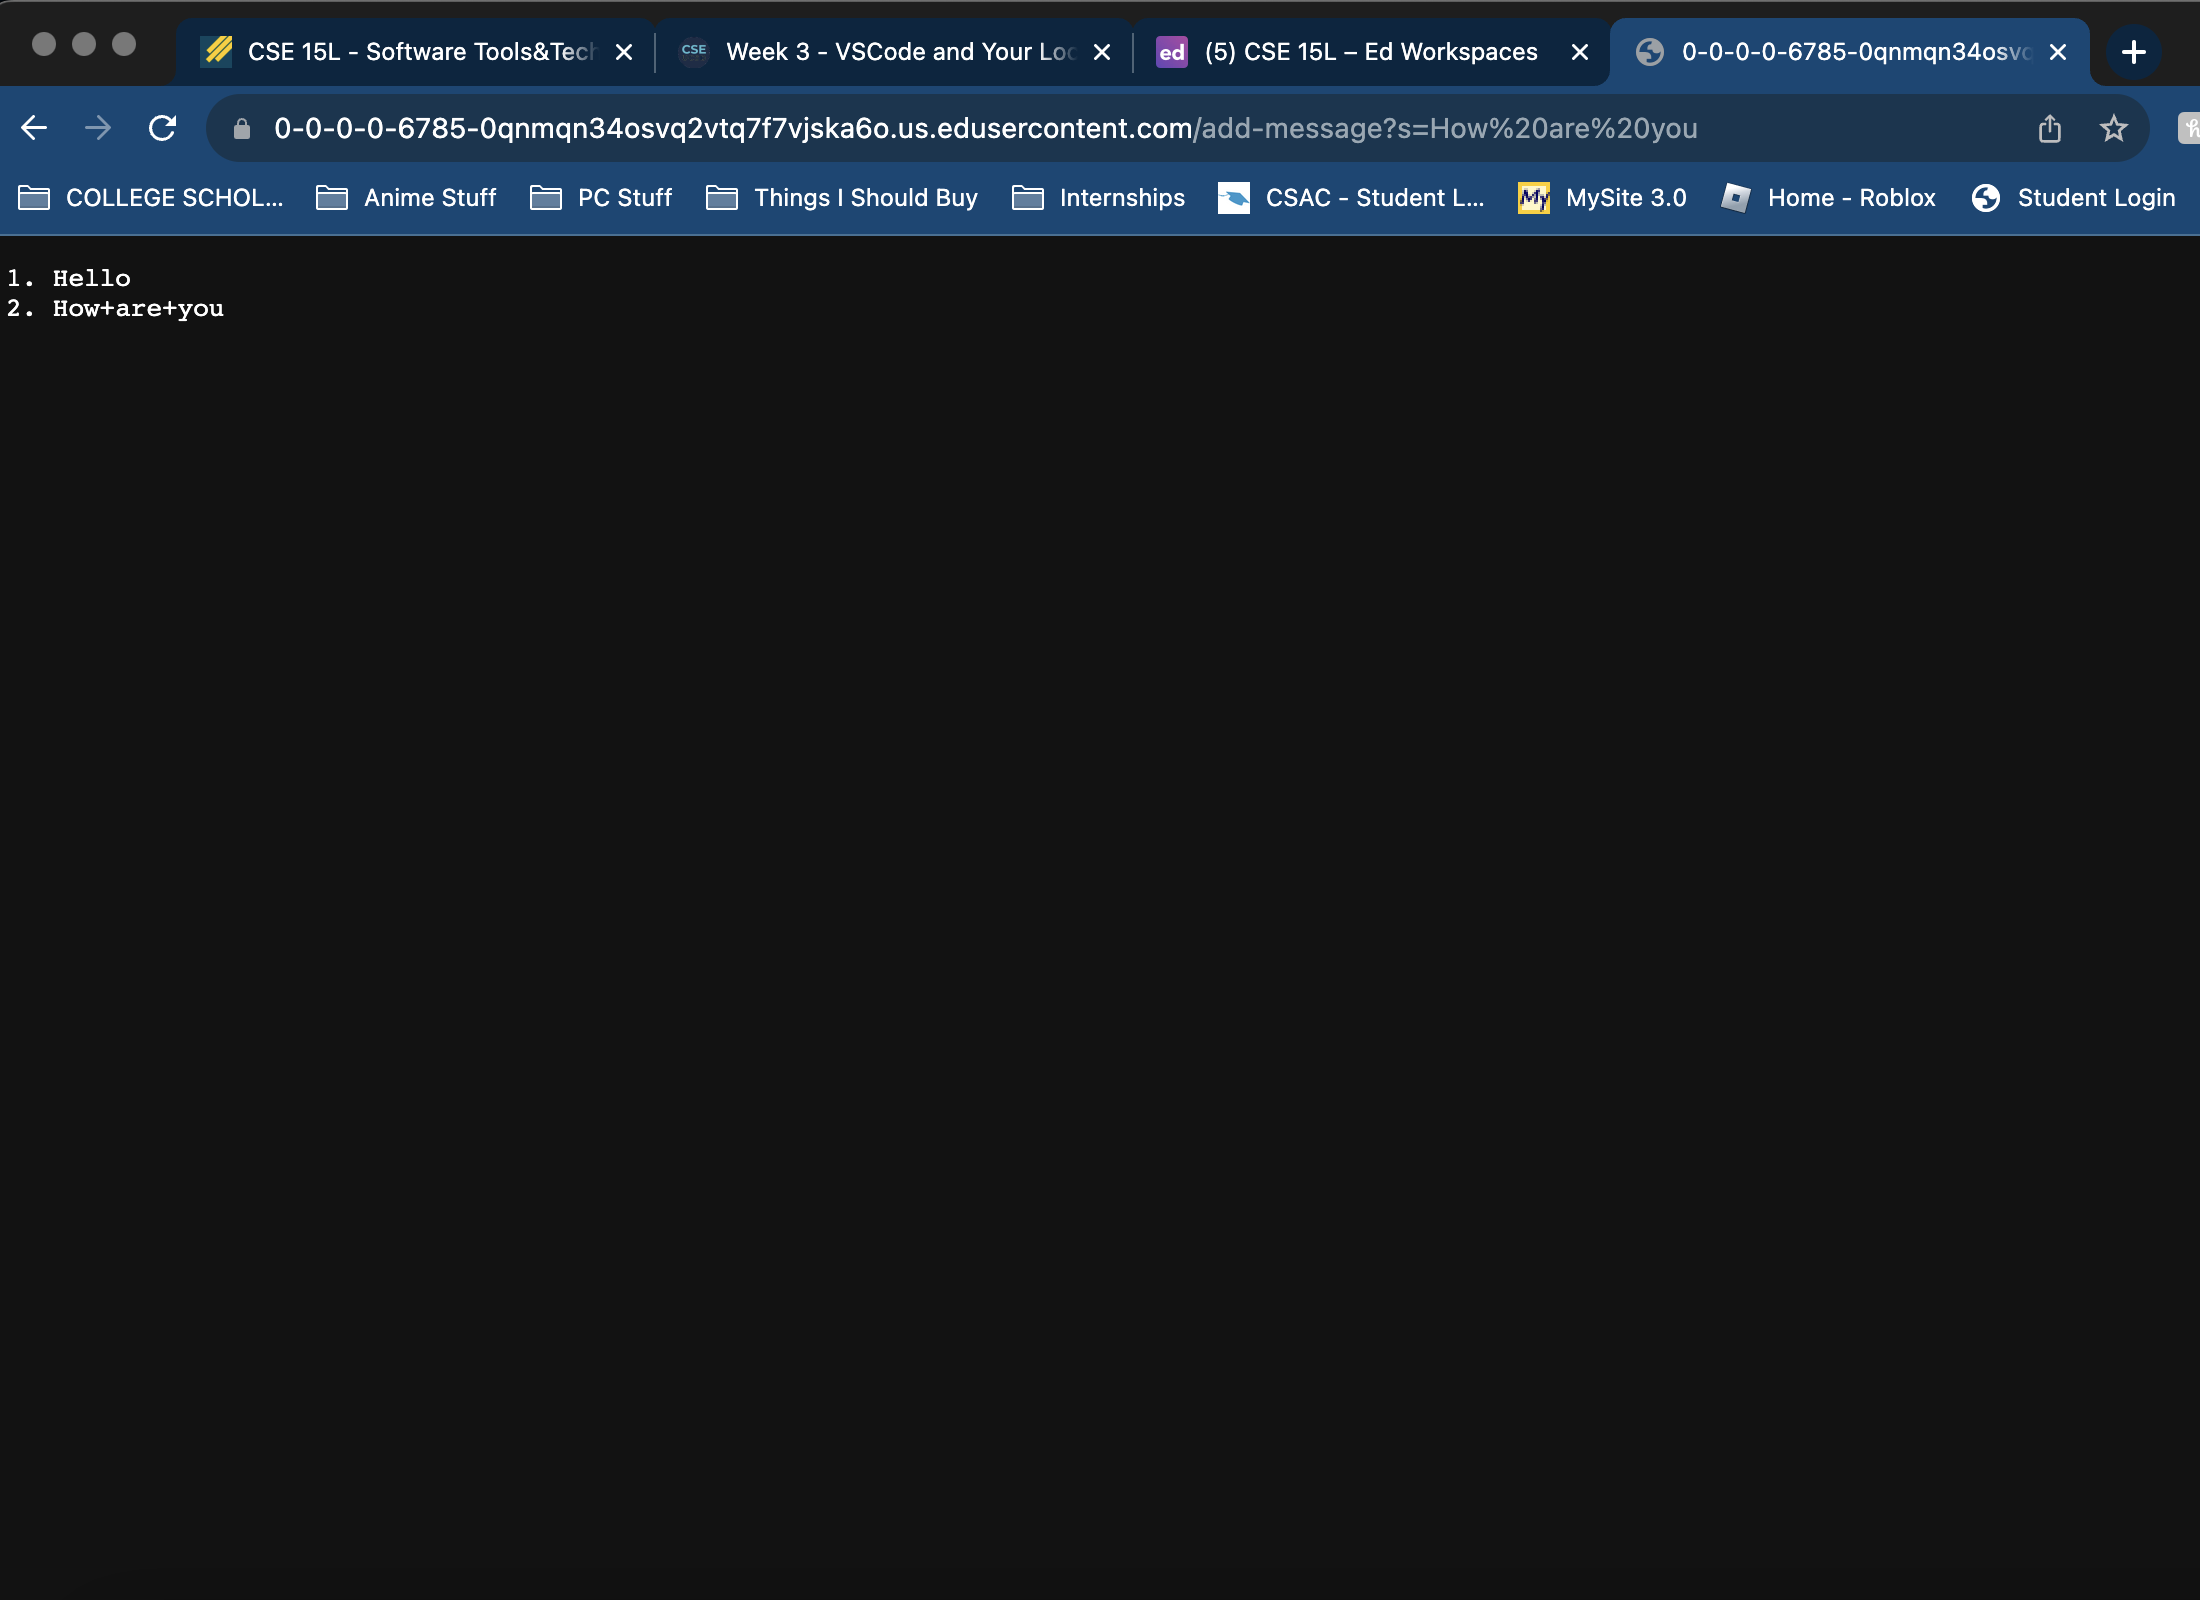 CSE 15L - Software Tools&Tech
CSE Week 3 - VSCode and Your Loc
ed (5) CSE 15L – Ed Workspaces
0-0-0-0-6785-0qnmqn34osvq
0-0-0-0-6785-0qnmqn34osvq2vtq7f7vjska6o.us.edusercontent.com/add-message?s=How%20are%20you
COLLEGE SCHOL... Anime Stuff PC Stuff Things I Should Buy Internships CSAC - Student L... My MySite 3.0 Home - Roblox Student Login
1. Hello
2. How+are+you